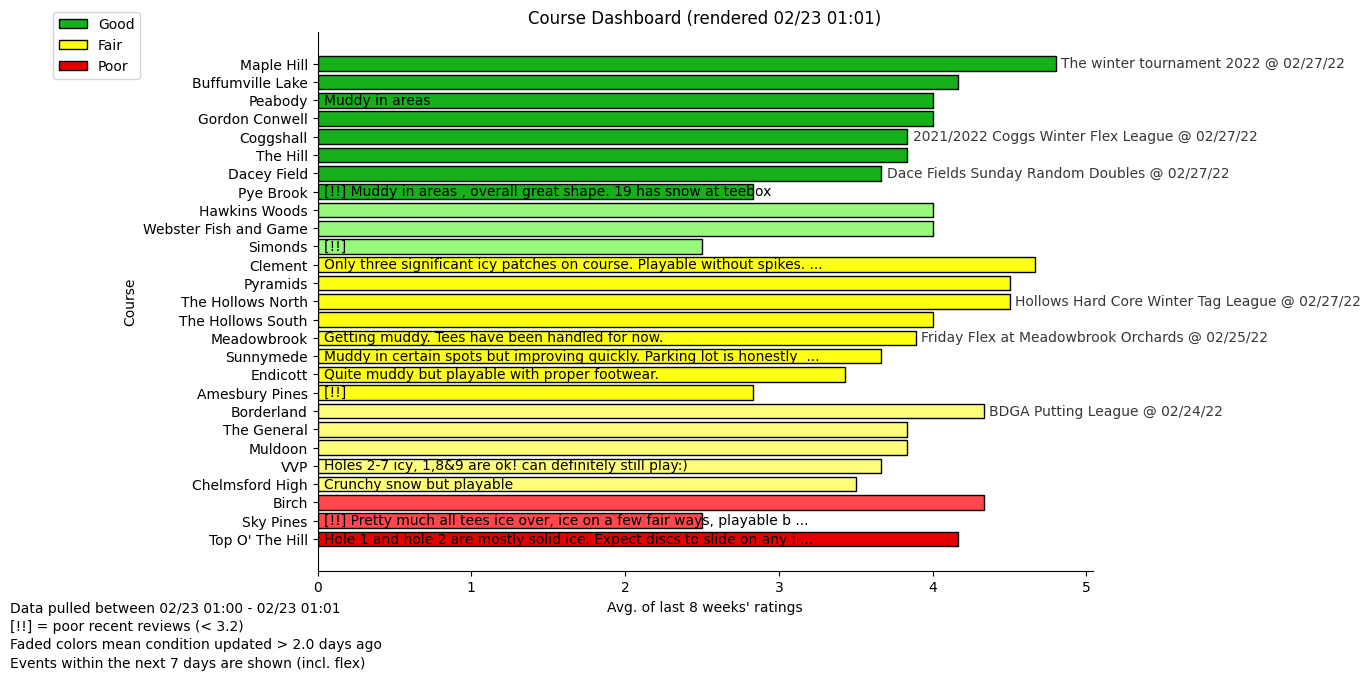 Course Dashboard (rendered 02/23 01:01)
Good
Fair
Poor
Course
Maple Hill The winter tournament 2022 @ 02/27/22
Buffumville Lake
Peabody Muddy in areas
Gordon Conwell
Coggshall 2021/2022 Coggs Winter Flex League @ 02/27/22
The Hill
Dacey Field Dace Fields Sunday Random Doubles @ 02/27/22
Pye Brook [!!] Muddy in areas , overall great shape. 19 has snow at teebox
Hawkins Woods
Webster Fish and Game
Simonds [!!]
Clement Only three significant icy patches on course. Playable without spikes. ...
Pyramids
The Hollows North Hollows Hard Core Winter Tag League @ 02/27/22
The Hollows South
Meadowbrook Getting muddy. Tees have been handled for now. Friday Flex at Meadowbrook Orchards @ 02/25/22
Sunnymede Muddy in certain spots but improving quickly. Parking lot is honestly  ...
Endicott Quite muddy but playable with proper footwear.
Amesbury Pines [!!]
Borderland BDGA Putting League @ 02/24/22
The General
Muldoon
VVP Holes 2-7 icy, 1,8&9 are ok! can definitely still play:)
Chelmsford High Crunchy snow but playable
Birch
Sky Pines [!!] Pretty much all tees ice over, ice on a few fair ways, playable b ...
Top O' The Hill Hole 1 and hole 2 are mostly solid ice. Expect discs to slide on any i ...
0 1 2 3 4 5
Avg. of last 8 weeks' ratings
Data pulled between 02/23 01:00 - 02/23 01:01
[!!] = poor recent reviews (< 3.2)
Faded colors mean condition updated > 2.0 days ago
Events within the next 7 days are shown (incl. flex)